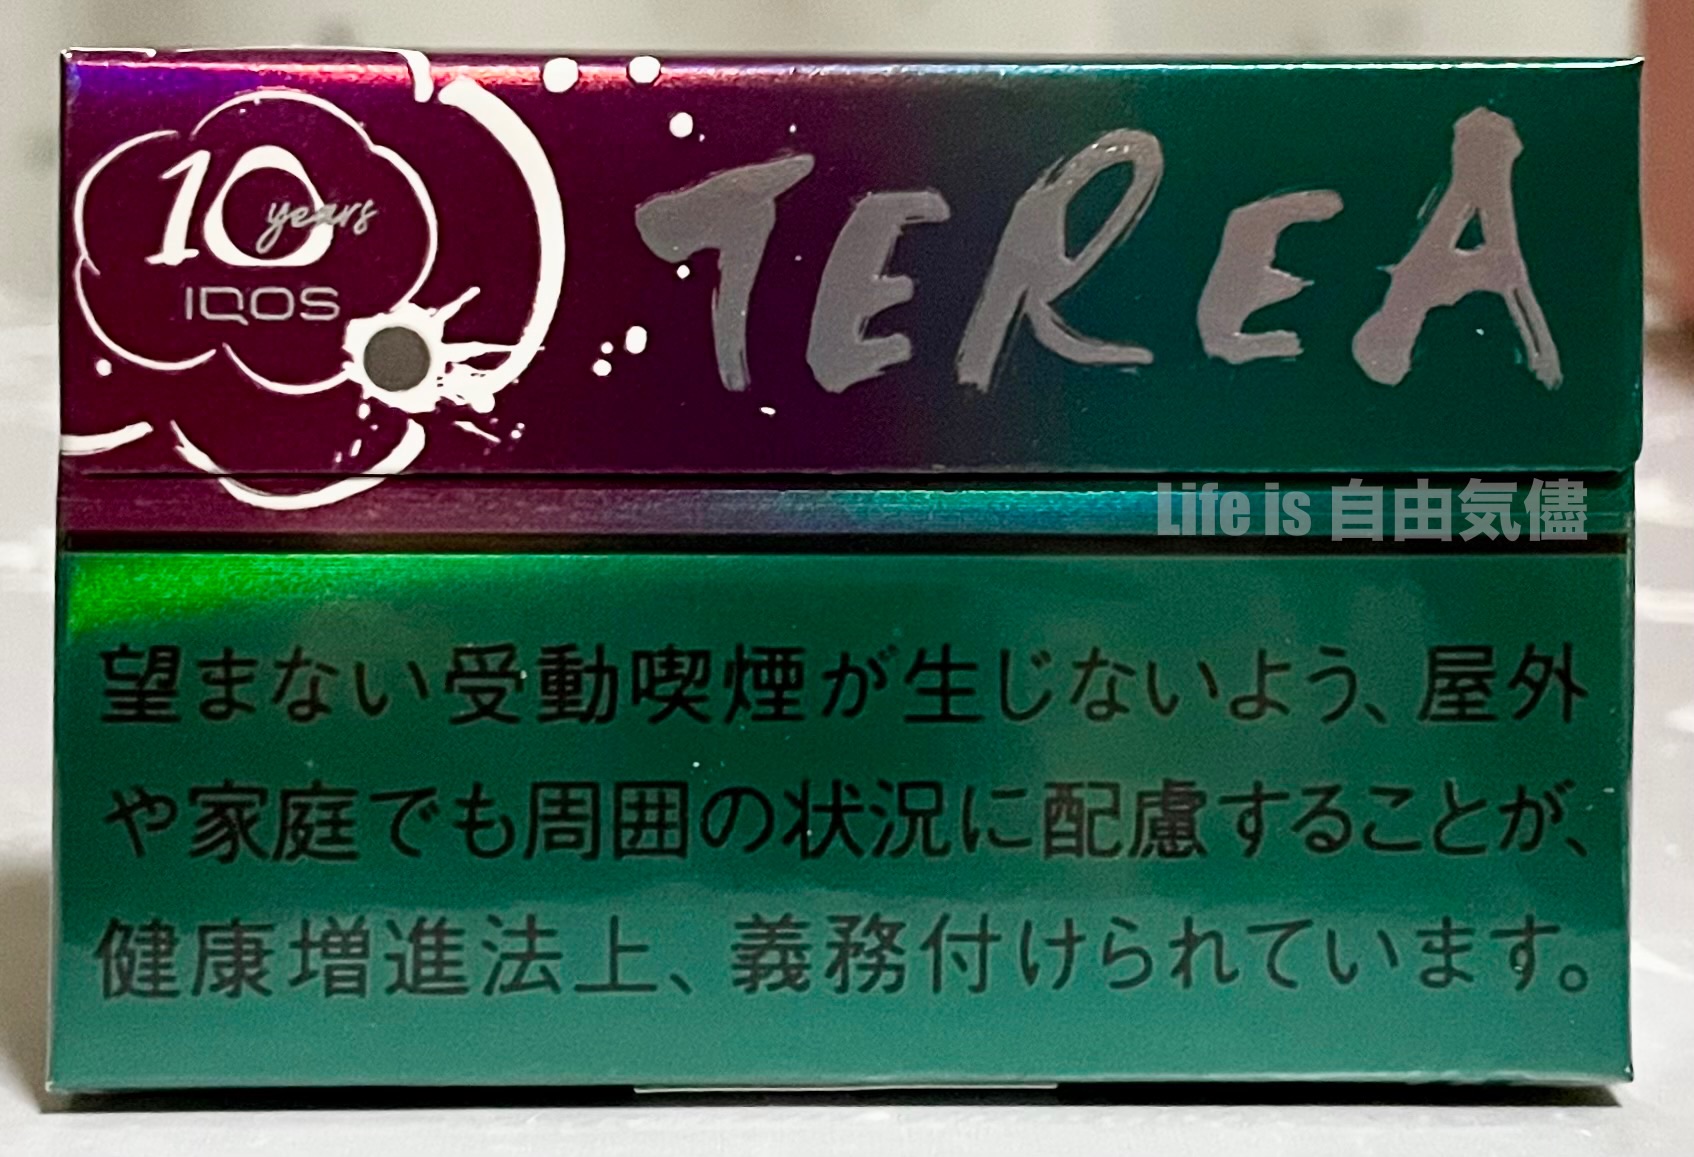 10
years
IQOS
TEREA
Life is 自由気儘
望まない受動喫煙が生じないよう、屋外
や家庭でも周囲の状況に配慮することが、
健康増進法上、義務付けられています。